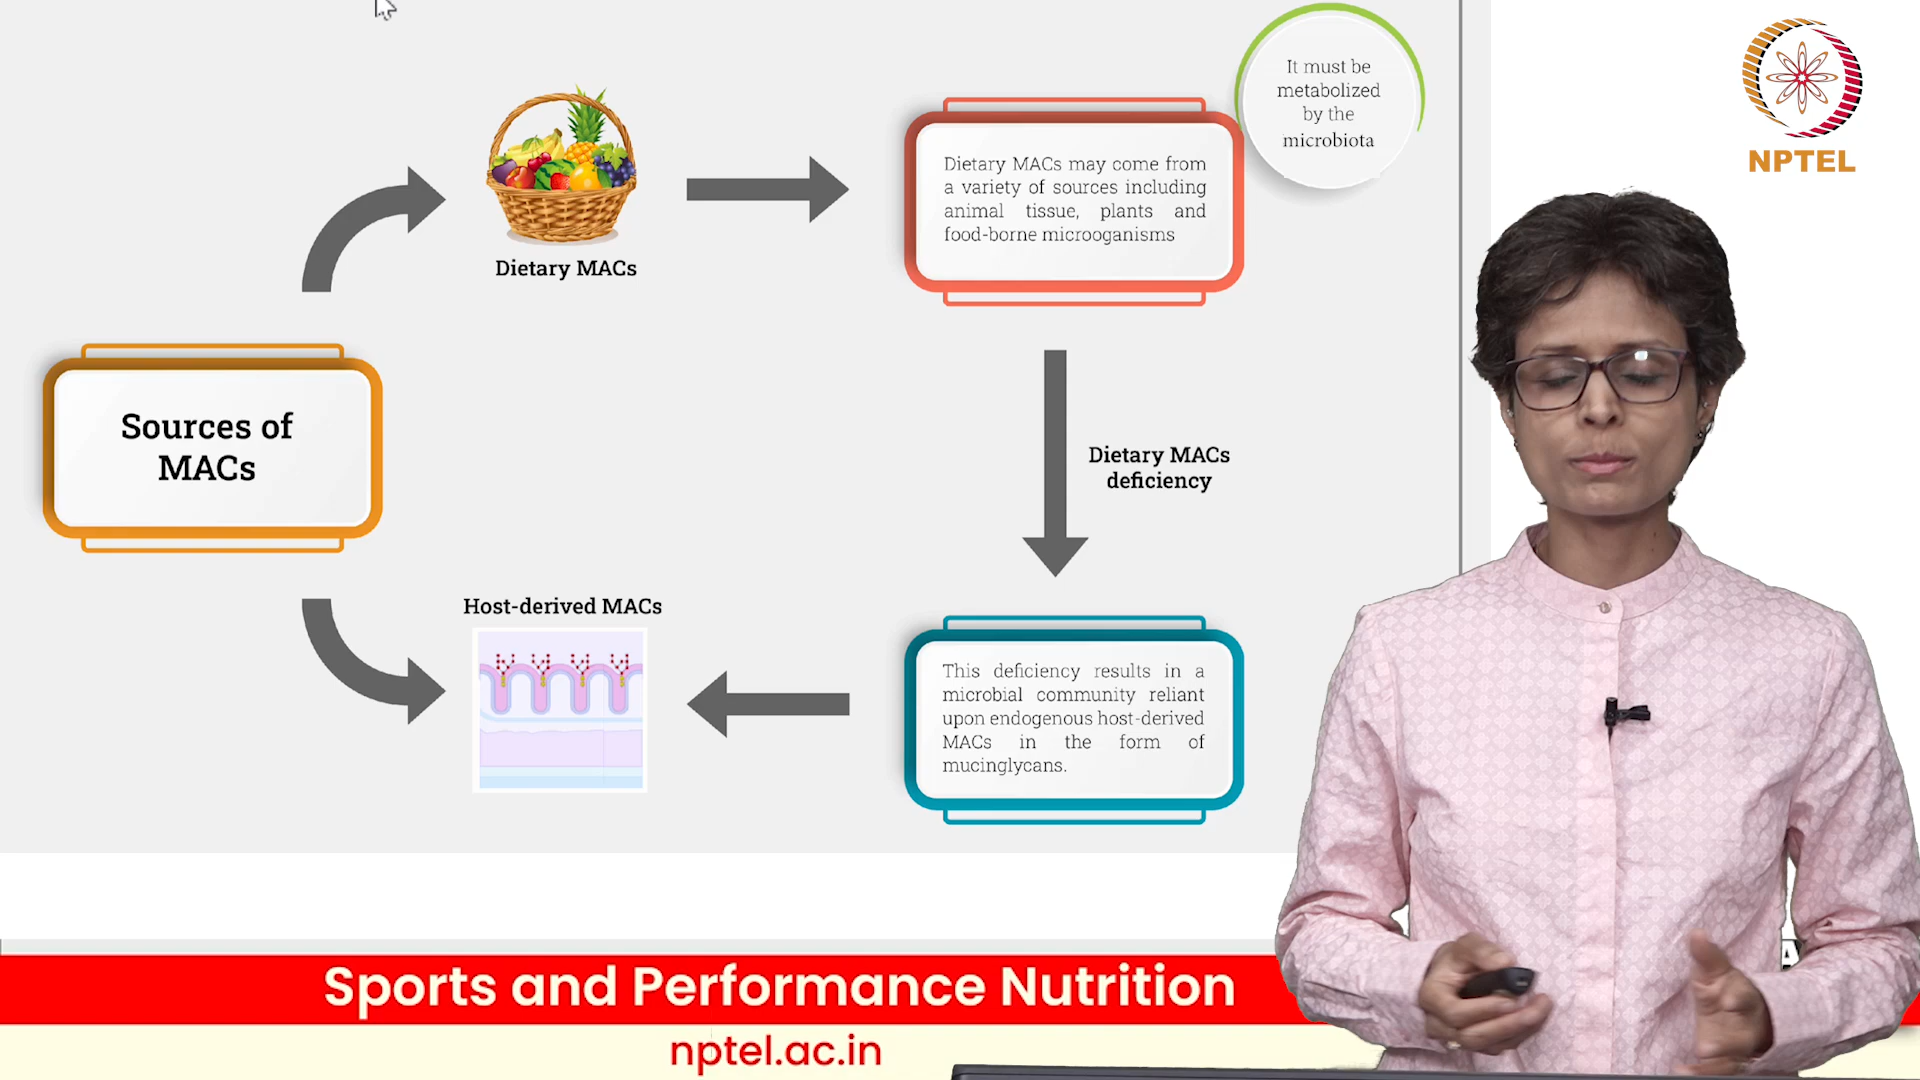 It must be
metabolized
by the
microbiota
NPTEL
Dietary MACs may come from
a variety of sources including
animal tissue, plants and
food-borne microoganisms
Dietary MACs
Sources of
MACs
Dietary MACs
deficiency
Host-derived MACs
This deficiency results in a
microbial community reliant
upon endogenous host-derived
MACs in the form of
mucinglycans.
Sports and Performance Nutrition
nptel.ac.in